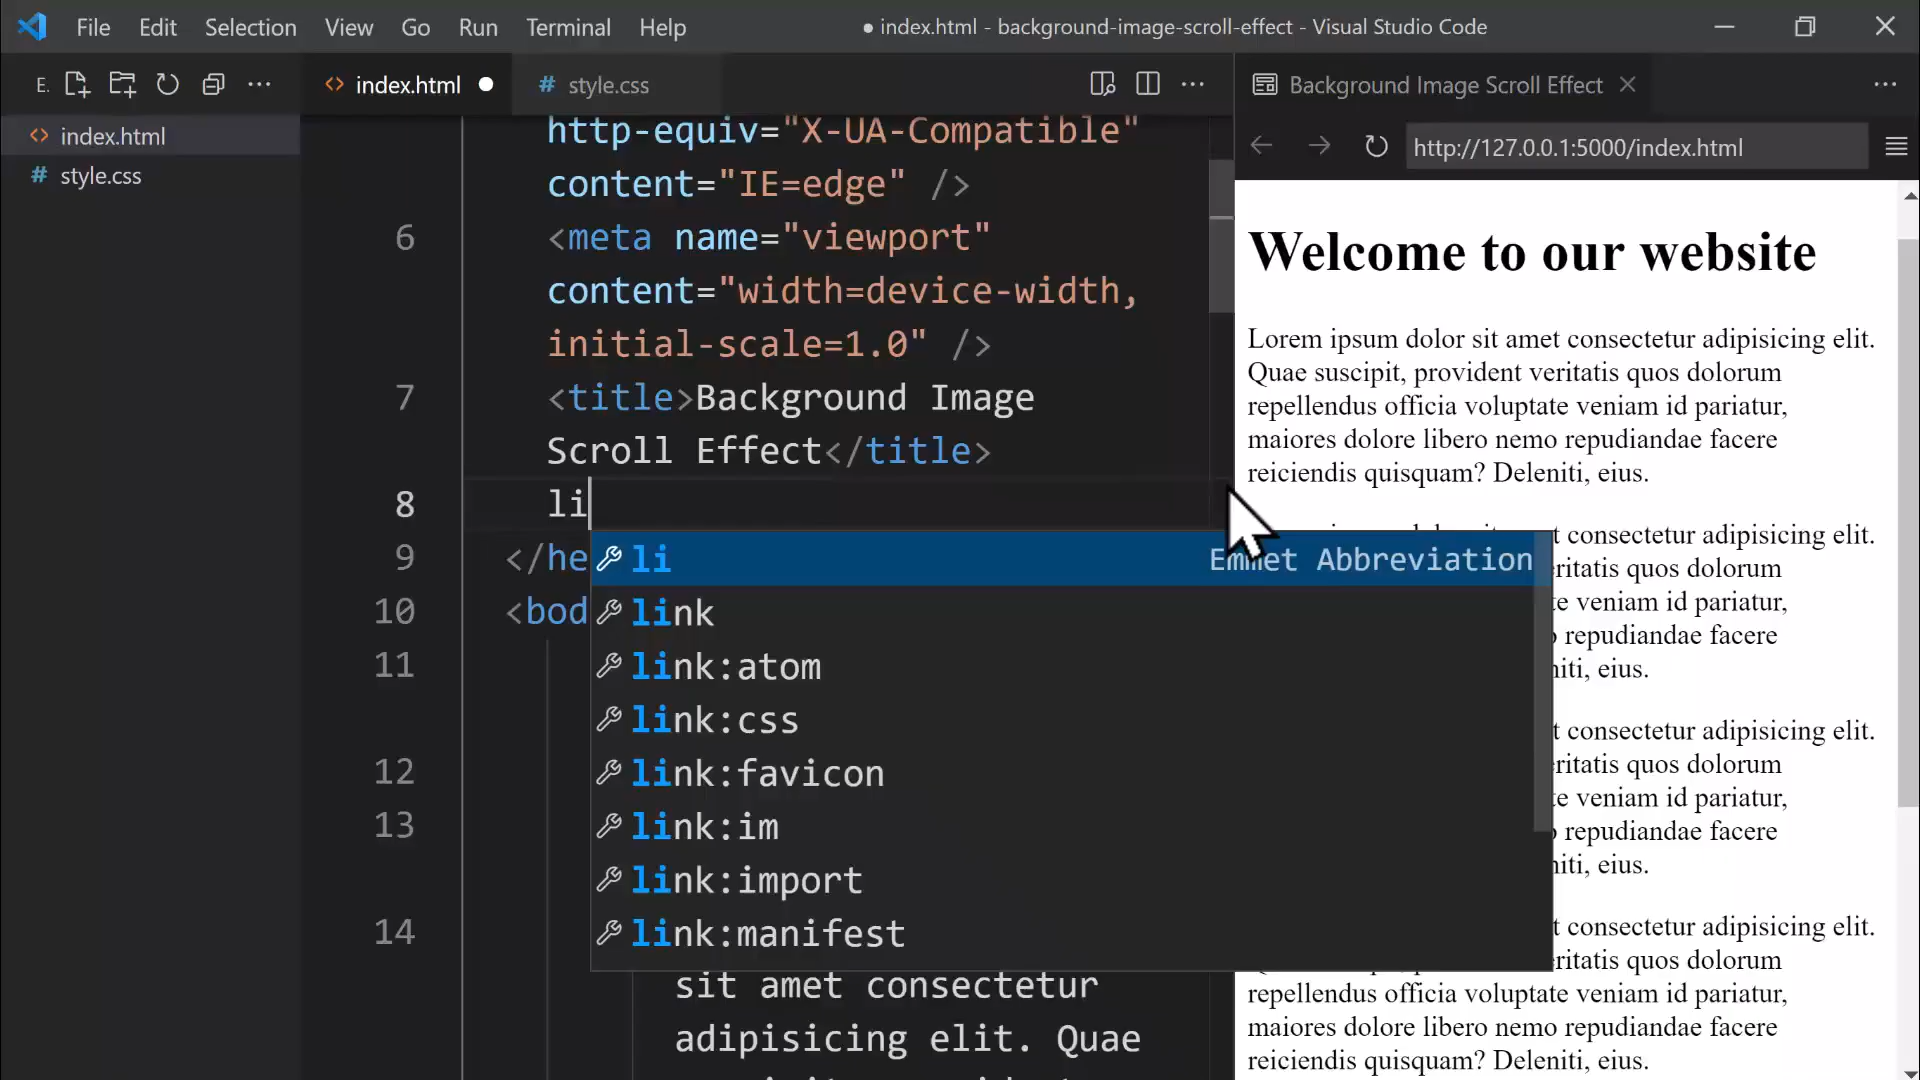 File Edit Selection View Go Run Terminal Help
● index.html - background-image-scroll-effect - Visual Studio Code
E.
index.html
style.css
index.html
style.css
http-equiv="X-UA-Compatible"
content="IE=edge" />
6 <meta name="viewport"
content="width=device-width,
initial-scale=1.0" />
7 <title>Background Image
Scroll Effect</title>
8 li
9 </he
10 <bod
11
12
13
14
li Emmet Abbreviation
link
link:atom
link:css
link:favicon
link:im
link:import
link:manifest
sit amet consectetur
adipisicing elit. Quae
Background Image Scroll Effect
http://127.0.0.1:5000/index.html
Welcome to our website
Lorem ipsum dolor sit amet consectetur adipisicing elit.
Quae suscipit, provident veritatis quos dolorum
repellendus officia voluptate veniam id pariatur,
maiores dolore libero nemo repudiandae facere
reiciendis quisquam? Deleniti, eius.
consectetur adipisicing elit.
quos dolorum
veniam id pariatur,
repudiandae facere
eius.
consectetur adipisicing elit.
quos dolorum
veniam id pariatur,
repudiandae facere
eius.
consectetur adipisicing elit.
quos dolorum
repellendus officia voluptate veniam id pariatur,
maiores dolore libero nemo repudiandae facere
reiciendis quisquam? Deleniti, eius.